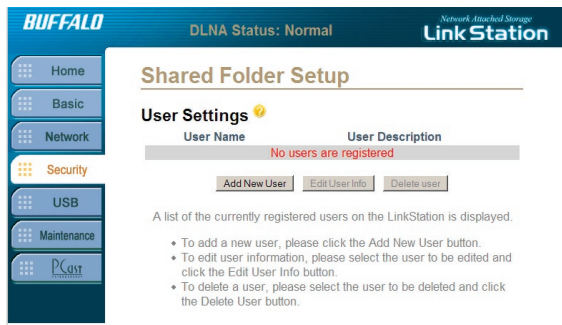 BUFFALO
DLNA Status: Normal
Network Attached Storage
LinkStation
Home
Basic
Network
Security
USB
Maintenance
PCast
Shared Folder Setup
User Settings
User Name User Description
No users are registered
Add New User Edit User Info Delete user
A list of the currently registered users on the LinkStation is displayed.
To add a new user, please click the Add New User button.
To edit user information, please select the user to be edited and
click the Edit User Info button.
To delete a user, please select the user to be deleted and click
the Delete User button.